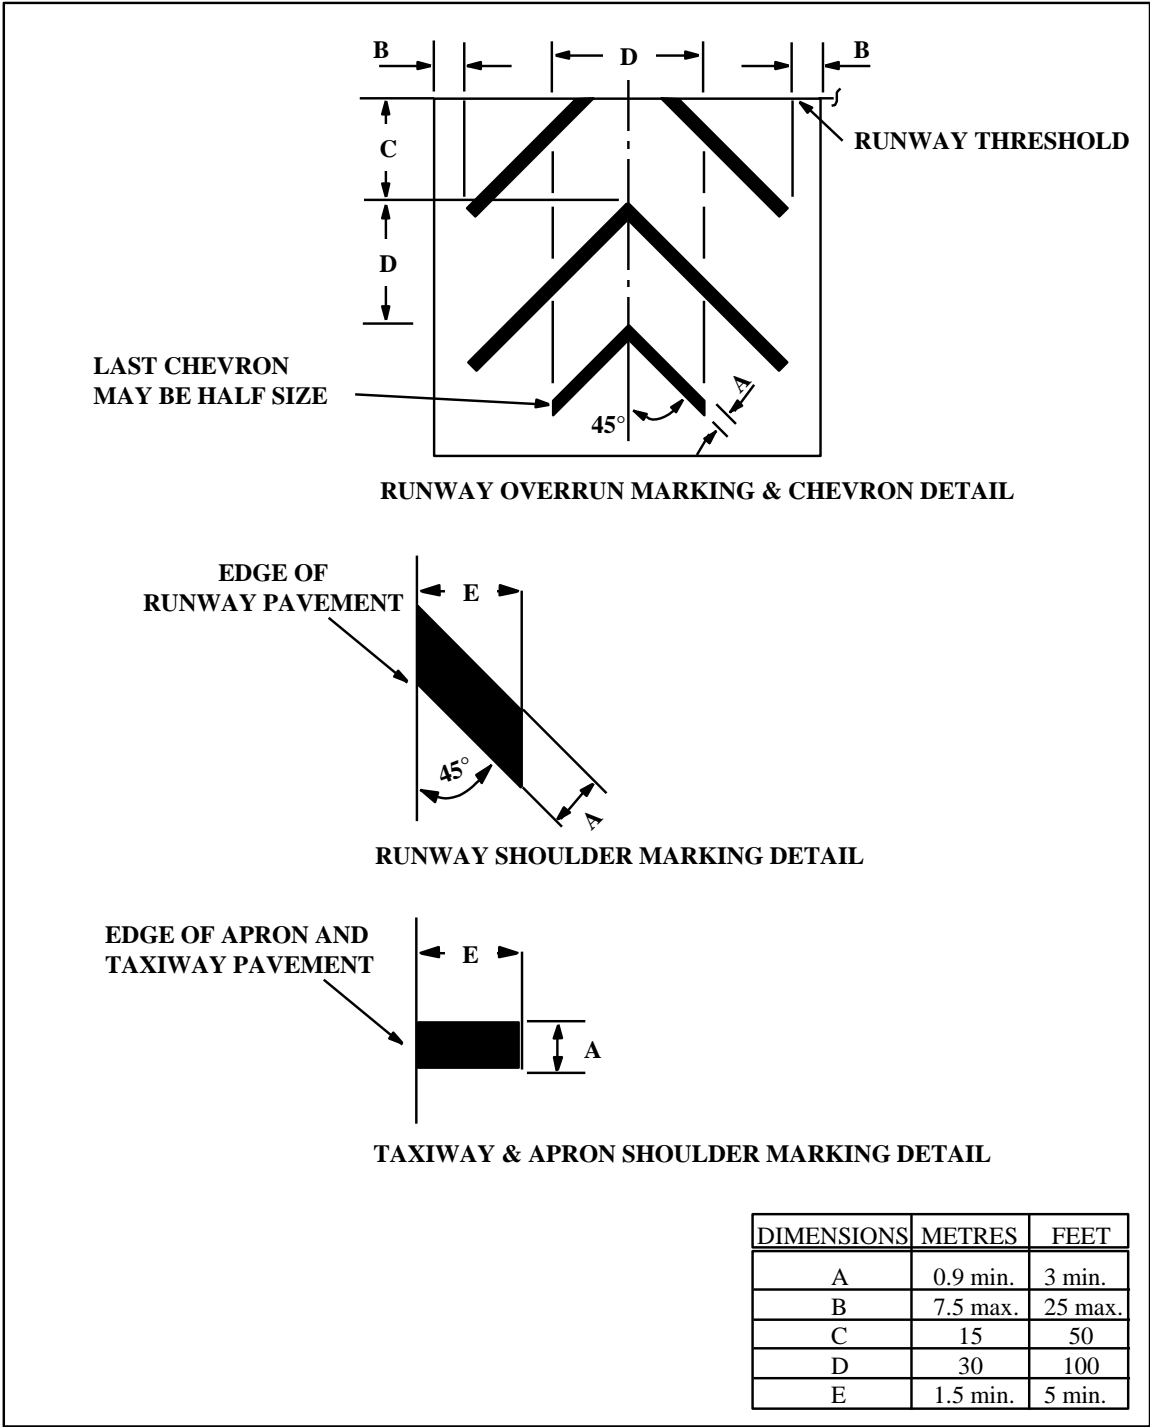 B
D
B
RUNWAY THRESHOLD
C
D
LAST CHEVRON
MAY BE HALF SIZE
A
45°
RUNWAY OVERRUN MARKING & CHEVRON DETAIL
EDGE OF
RUNWAY PAVEMENT
E
45°
A
RUNWAY SHOULDER MARKING DETAIL
EDGE OF APRON AND
TAXIWAY PAVEMENT
E
A
TAXIWAY & APRON SHOULDER MARKING DETAIL
DIMENSIONS METRES FEET
A 0.9 min. 3 min.
B 7.5 max. 25 max.
C 15 50
D 30 100
E 1.5 min. 5 min.